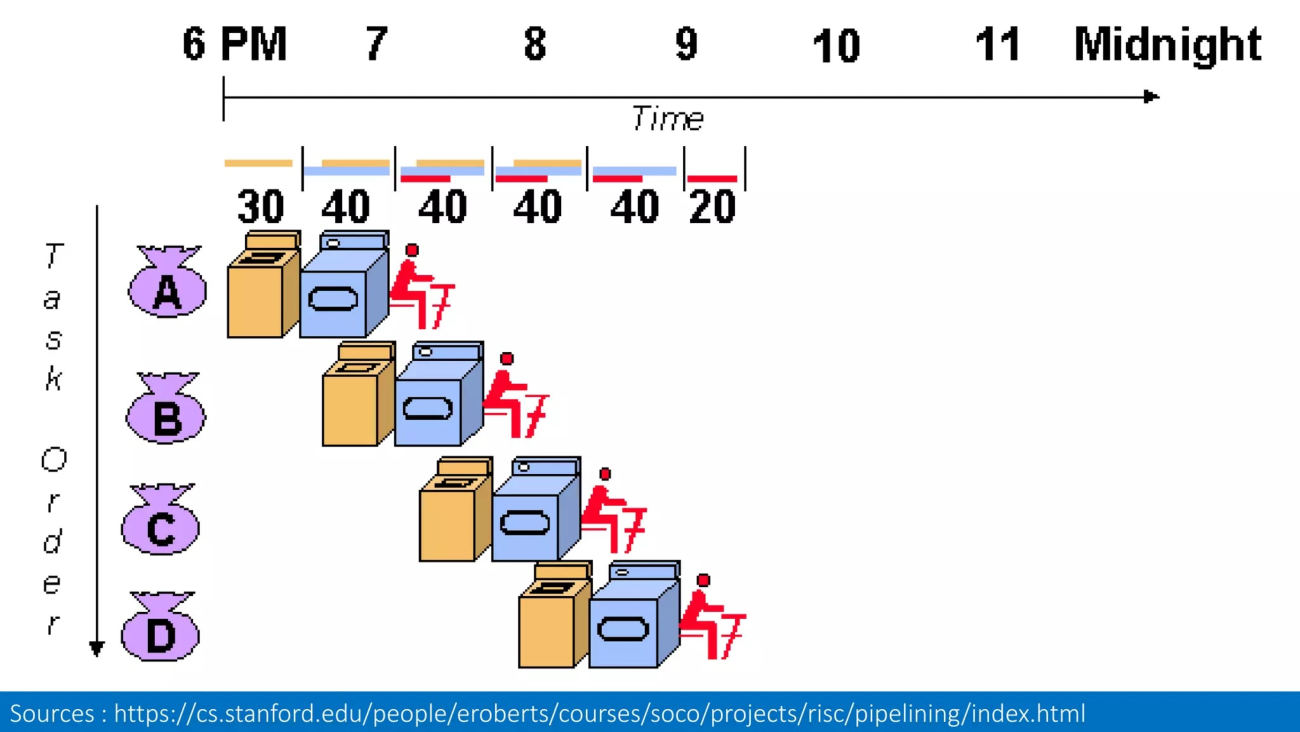 6 PM 7 8 9 10 11 Midnight
Time
30 40 40 40 40 20
Task Order
A
B
C
D
Sources : https://cs.stanford.edu/people/eroberts/courses/soco/projects/risc/pipelining/index.html